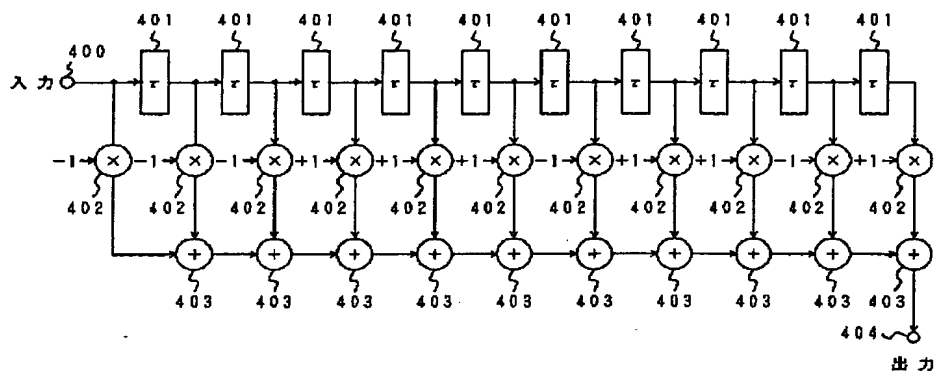 401 401 401 401 401 401 401 401 401 401
400
入力 τ τ τ τ τ τ τ τ τ τ
-1 × -1 × -1 × +1 × +1 × +1 × -1 × +1 × +1 × -1 × +1 ×
402 402 402 402 402 402 402 402 402 402 402
+ + + + + + + + + +
403 403 403 403 403 403 403 403 403 403
404
出力